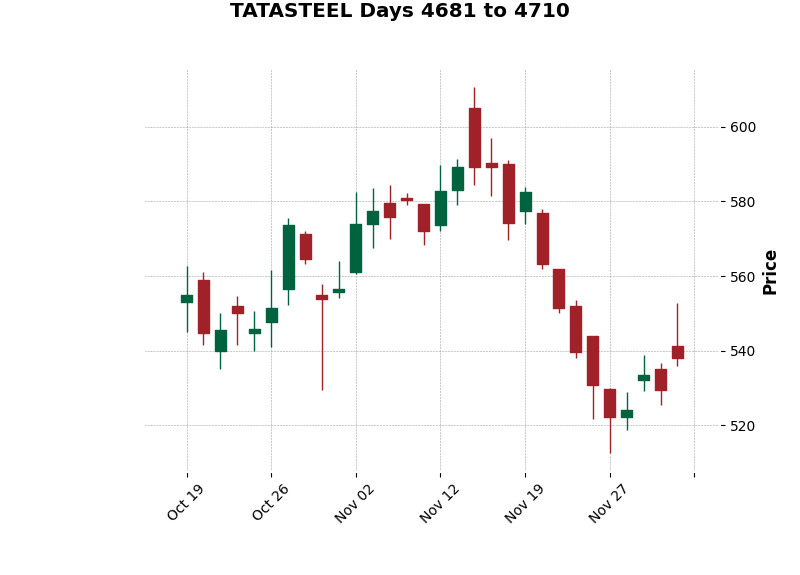 TATASTEEL Days 4681 to 4710
600
580
560
540
520
Price
Oct 19
Oct 26
Nov 02
Nov 12
Nov 19
Nov 27